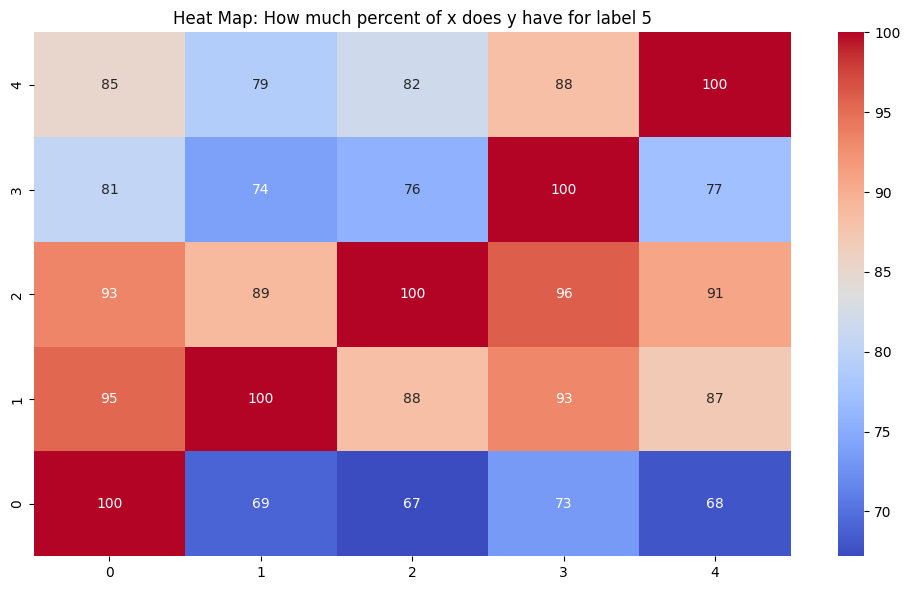 Heat Map: How much percent of x does y have for label 5
4 85 79 82 88 100
3 81 74 76 100 77
2 93 89 100 96 91
1 95 100 88 93 87
0 100 69 67 73 68
0 1 2 3 4
100
95
90
85
80
75
70